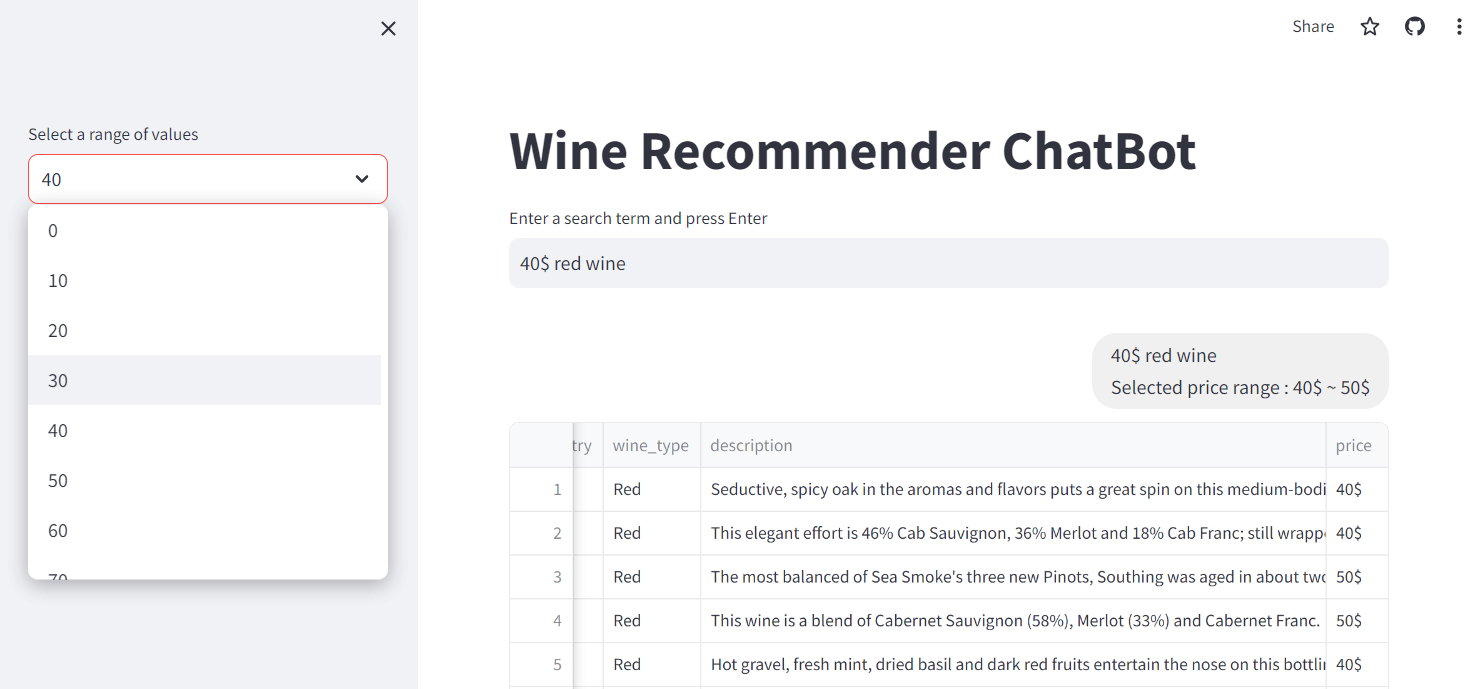 Share
Select a range of values
40
0
10
20
30
40
50
60
70
Wine Recommender ChatBot
Enter a search term and press Enter
40$ red wine
40$ red wine
Selected price range : 40$ ~ 50$
try wine_type description price
1 Red Seductive, spicy oak in the aromas and flavors puts a great spin on this medium-bodi 40$
2 Red This elegant effort is 46% Cab Sauvignon, 36% Merlot and 18% Cab Franc; still wrapp 40$
3 Red The most balanced of Sea Smoke's three new Pinots, Southing was aged in about two 50$
4 Red This wine is a blend of Cabernet Sauvignon (58%), Merlot (33%) and Cabernet Franc. 50$
5 Red Hot gravel, fresh mint, dried basil and dark red fruits entertain the nose on this bottlin 40$